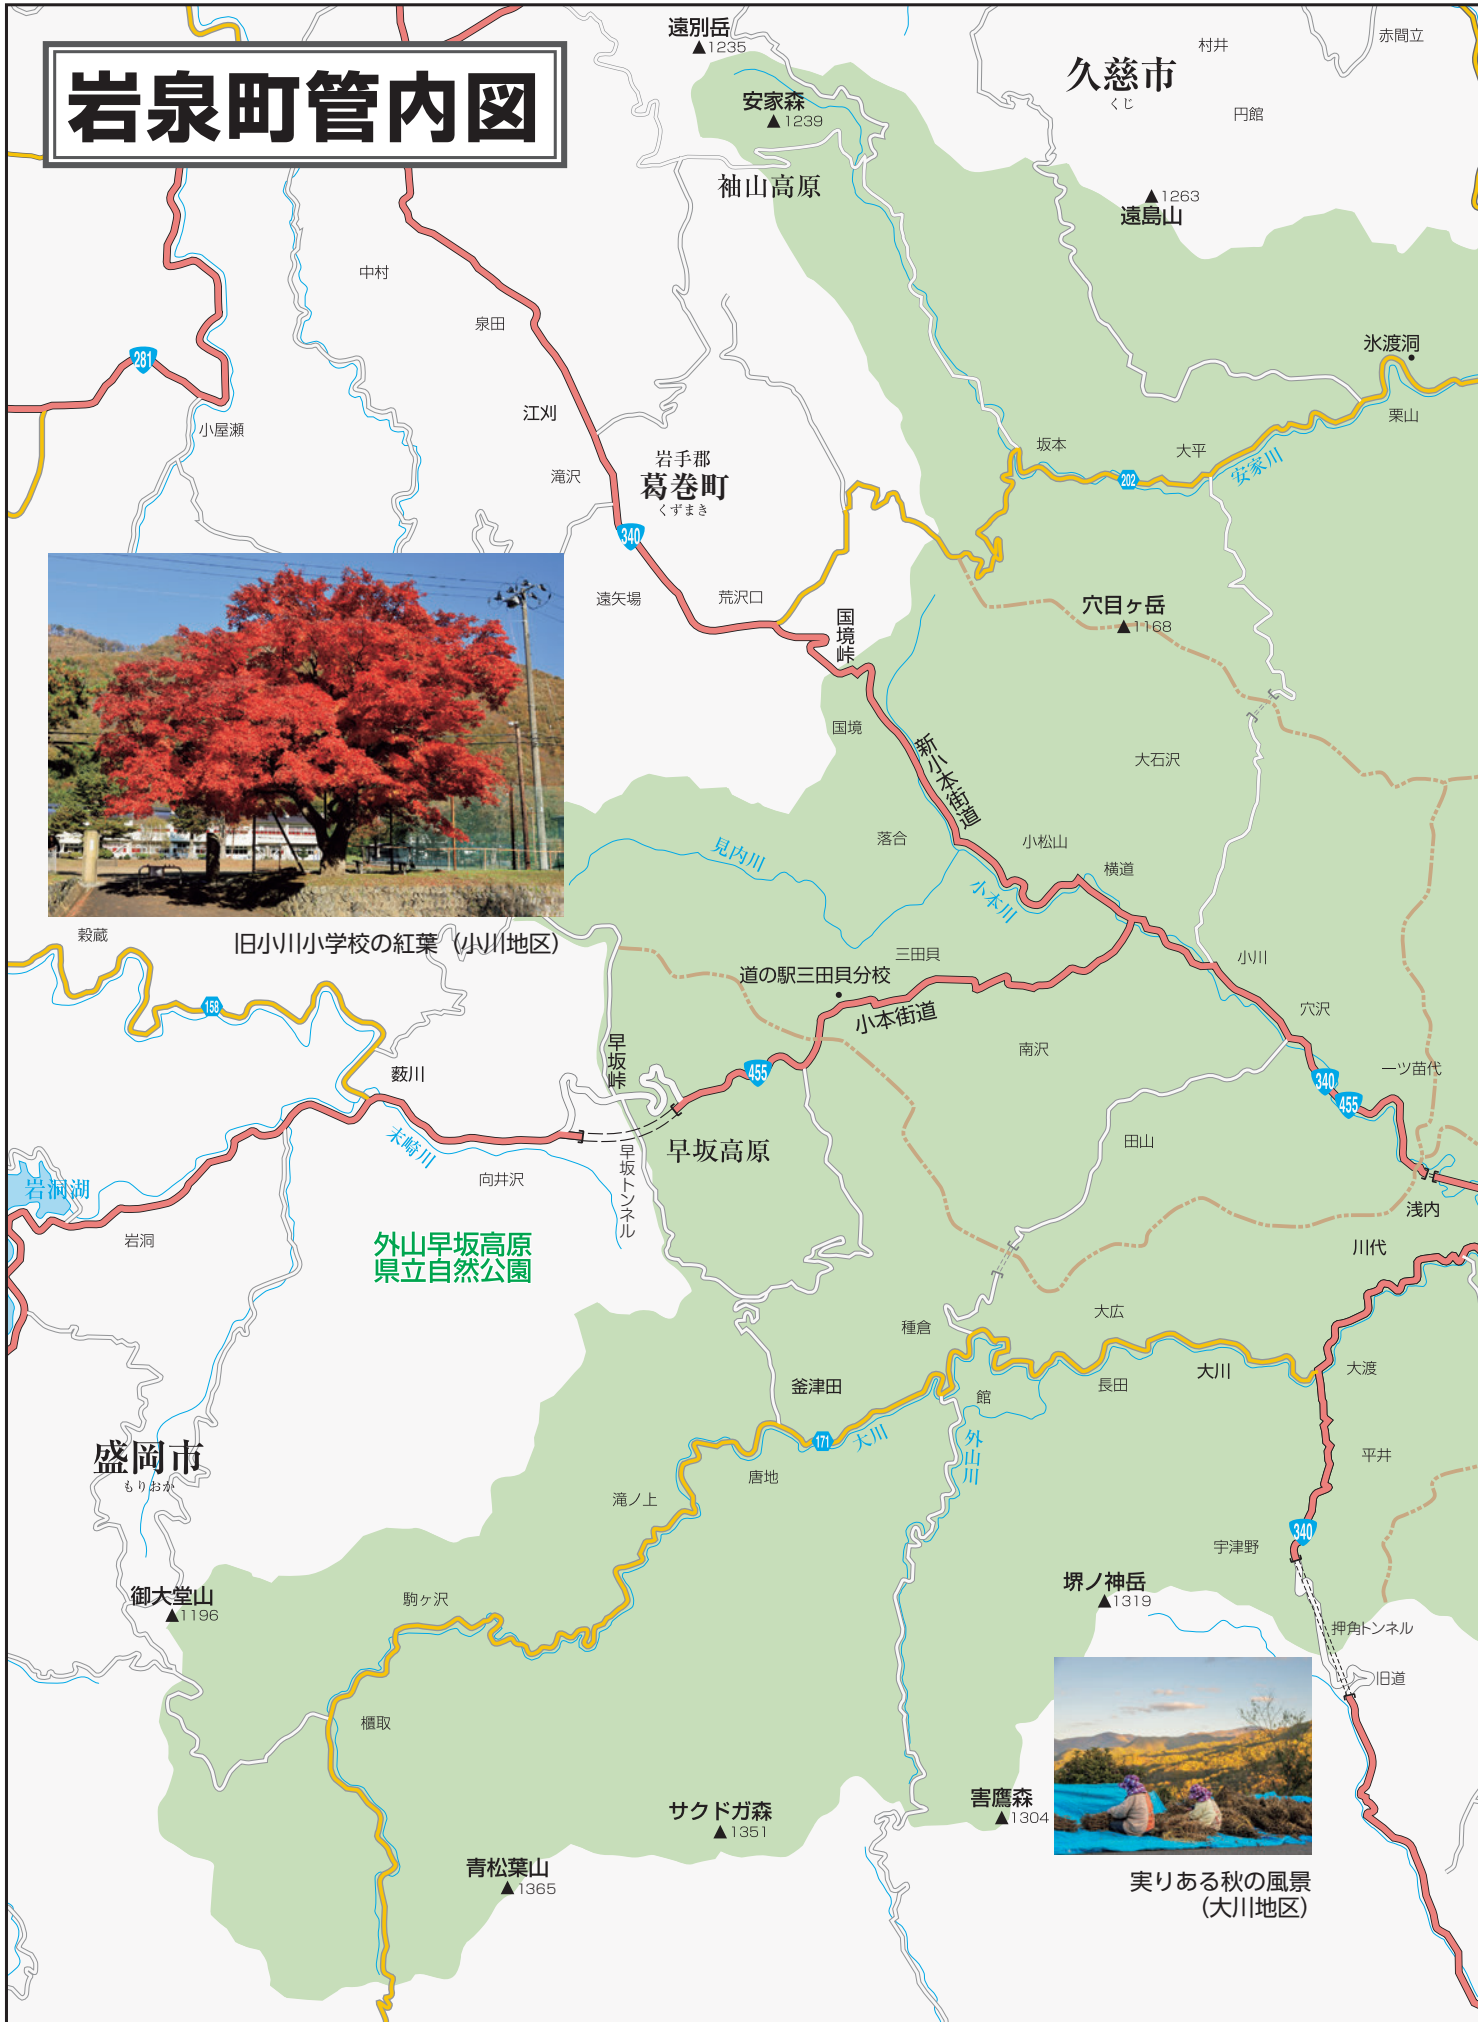 岩泉町管内図
遠別岳
▲1235
安家森
▲1239
袖山高原
久慈市
くじ
村井
赤間立
円館
▲1263
遠島山
中村
泉田
281
小屋瀬
江刈
滝沢
岩手郡
葛巻町
くずまき
340
遠矢場
荒沢口
国境峠
国境
氷渡洞
栗山
坂本
大平
202
安家川
穴目ヶ岳
▲1168
大石沢
新小本街道
落合
小松山
横道
見内川
小本川
三田貝
道の駅三田貝分校
小本街道
小川
穴沢
南沢
一ツ苗代
340
455
旧小川小学校の紅葉（小川地区）
穀蔵
158
薮川
末崎川
向井沢
早坂峠
455
早坂高原
早坂トンネル
岩洞湖
岩洞
外山早坂高原
県立自然公園
田山
浅内
川代
種倉
大広
大川
長田
館
大渡
釜津田
171
大川
外山川
唐地
滝ノ上
平井
盛岡市
もりおか
340
宇津野
御大堂山
▲1196
駒ヶ沢
堺ノ神岳
▲1319
押角トンネル
旧道
櫃取
サクドガ森
▲1351
害鷹森
▲1304
青松葉山
▲1365
実りある秋の風景
（大川地区）